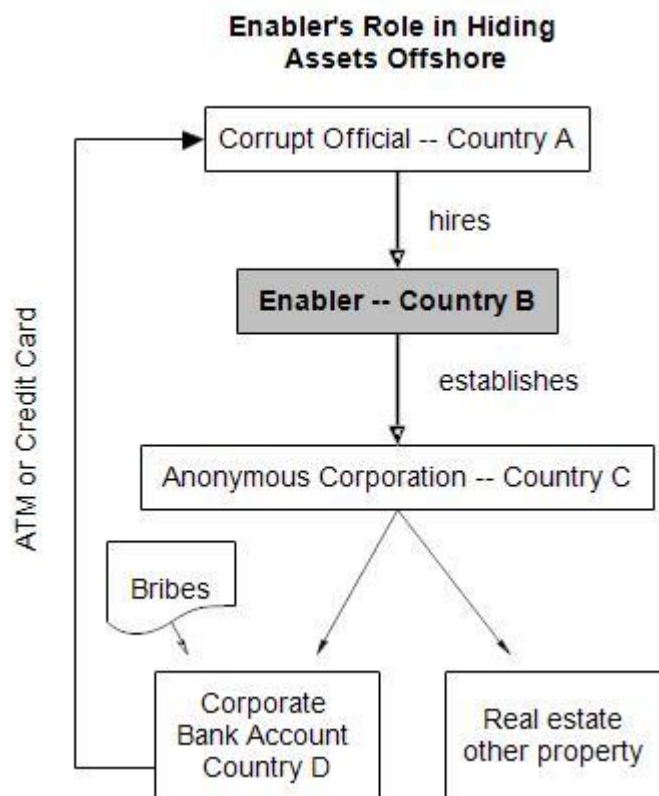 Enabler's Role in Hiding
Assets Offshore
Corrupt Official -- Country A
hires
Enabler -- Country B
establishes
Anonymous Corporation -- Country C
ATM or Credit Card
Bribes
Corporate
Bank Account
Country D
Real estate
other property